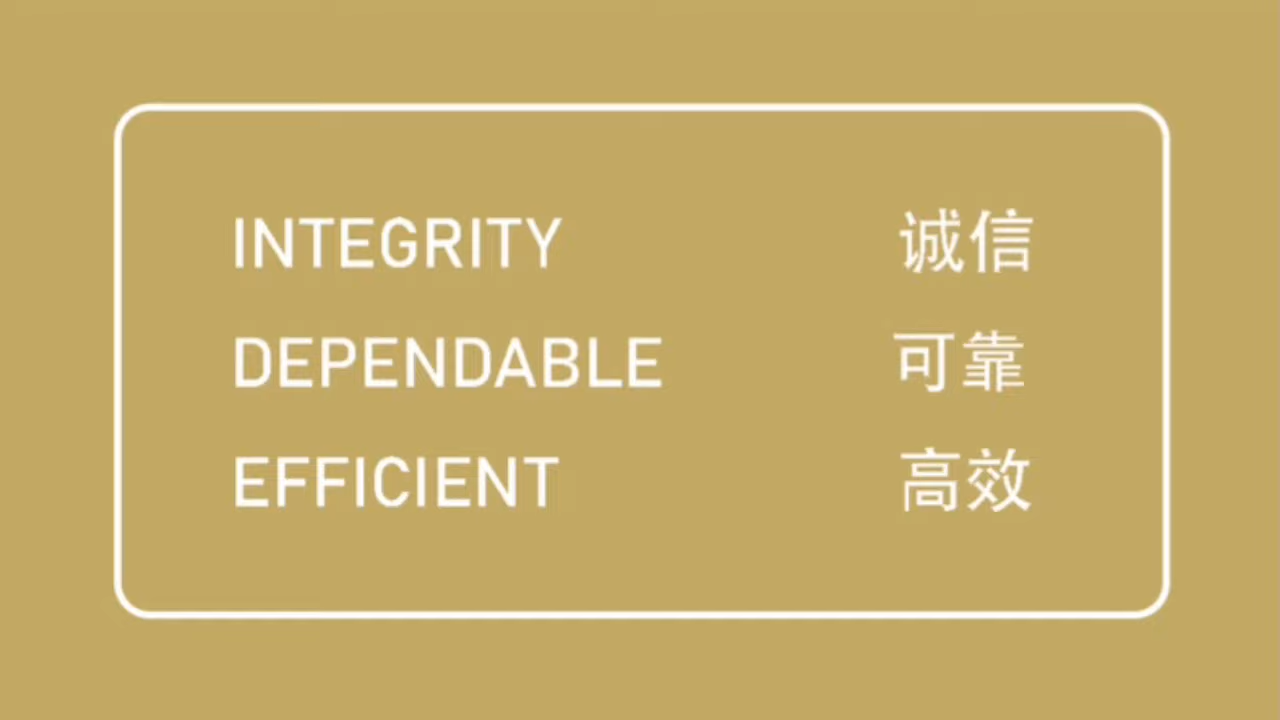 INTEGRITY 诚信
DEPENDABLE 可靠
EFFICIENT 高效